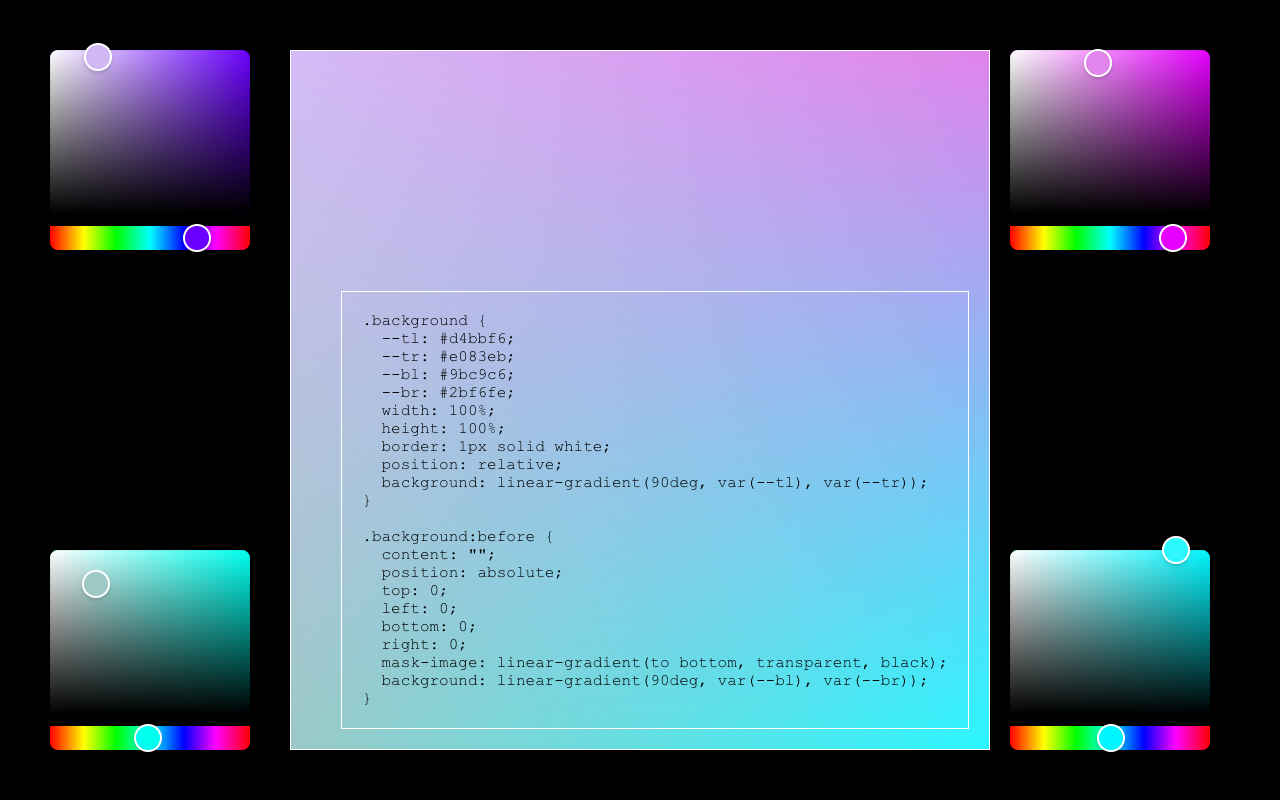 .background {
  --tl: #d4bbf6;
  --tr: #e083eb;
  --bl: #9bc9c6;
  --br: #2bf6fe;
  width: 100%;
  height: 100%;
  border: 1px solid white;
  position: relative;
  background: linear-gradient(90deg, var(--tl), var(--tr));
}

.background:before {
  content: "";
  position: absolute;
  top: 0;
  left: 0;
  bottom: 0;
  right: 0;
  mask-image: linear-gradient(to bottom, transparent, black);
  background: linear-gradient(90deg, var(--bl), var(--br));
}